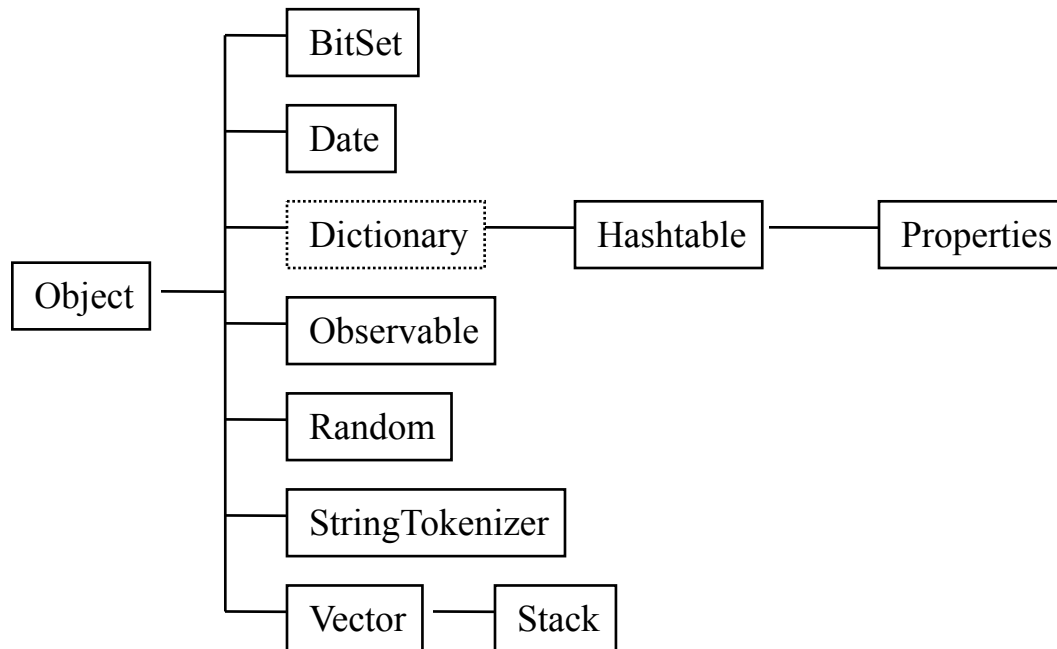 BitSet
Date
Dictionary
Hashtable
Properties
Object
Observable
Random
StringTokenizer
Vector
Stack